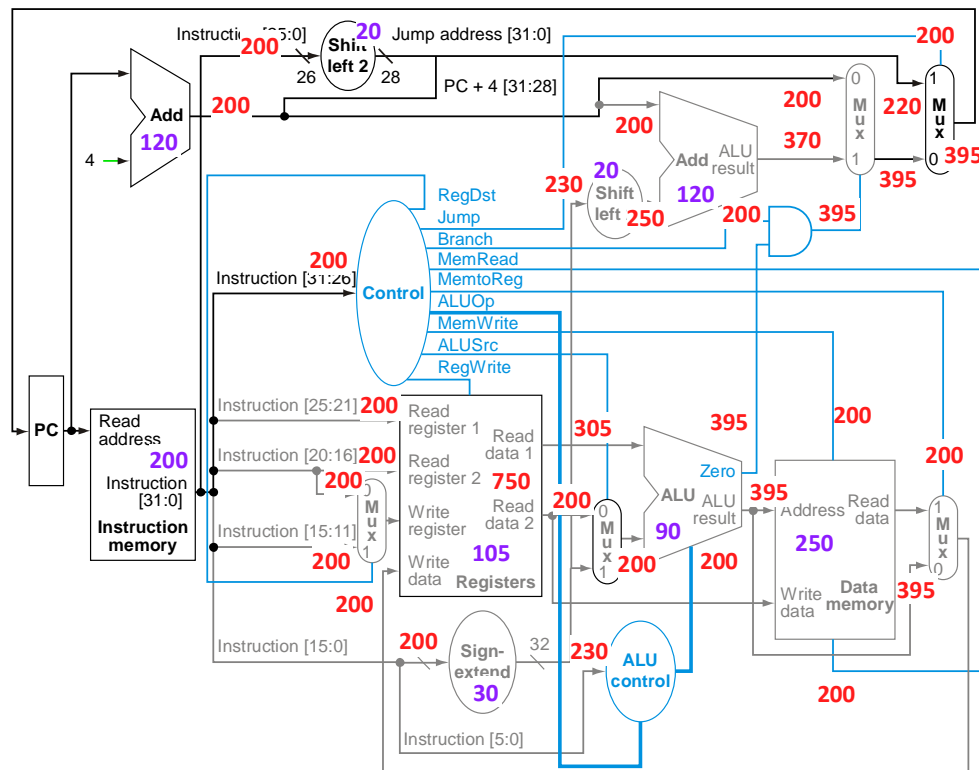 Instruction [25:0]
200
20
Shift
left 2
Jump address [31:0]
26
28
200
PC + 4 [31:28]
Add
120
200
4
0
M
u
x
1
200
1
M
u
x
0
220
395
395
200
370
Add
ALU
result
120
230
20
Shift
left
250
200
395
RegDst
Jump
Branch
MemRead
MemtoReg
ALUOp
MemWrite
ALUSrc
RegWrite
200
Instruction [31:26]
Control
PC
Read
address
200
Instruction
[31:0]
Instruction
memory
Instruction [25:21]
200
Read
register 1
Instruction [20:16]
200
Read
register 2
200
0
M
u
x
1
Instruction [15:11]
200
Write
register
Write
data
200
Read
data 1
750
Read
data 2
105
Registers
305
200
0
M
u
x
1
200
395
Zero
ALU
ALU
result
90
200
395
Address
Read
data
250
Write
data
Data
memory
200
200
200
1
M
u
x
0
395
Instruction [15:0]
200
Sign-
extend
30
32
230
ALU
control
Instruction [5:0]